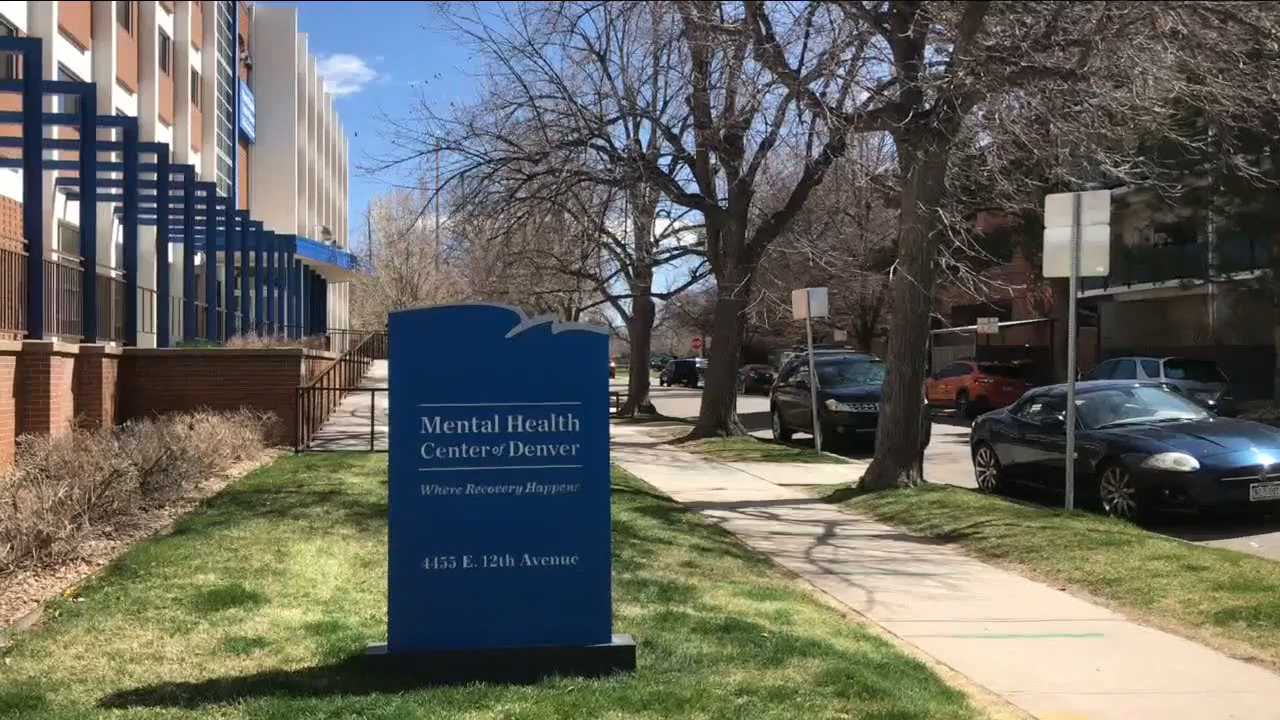 Mental Health
Center of Denver
Where Recovery Happens
4455 E. 12th Avenue